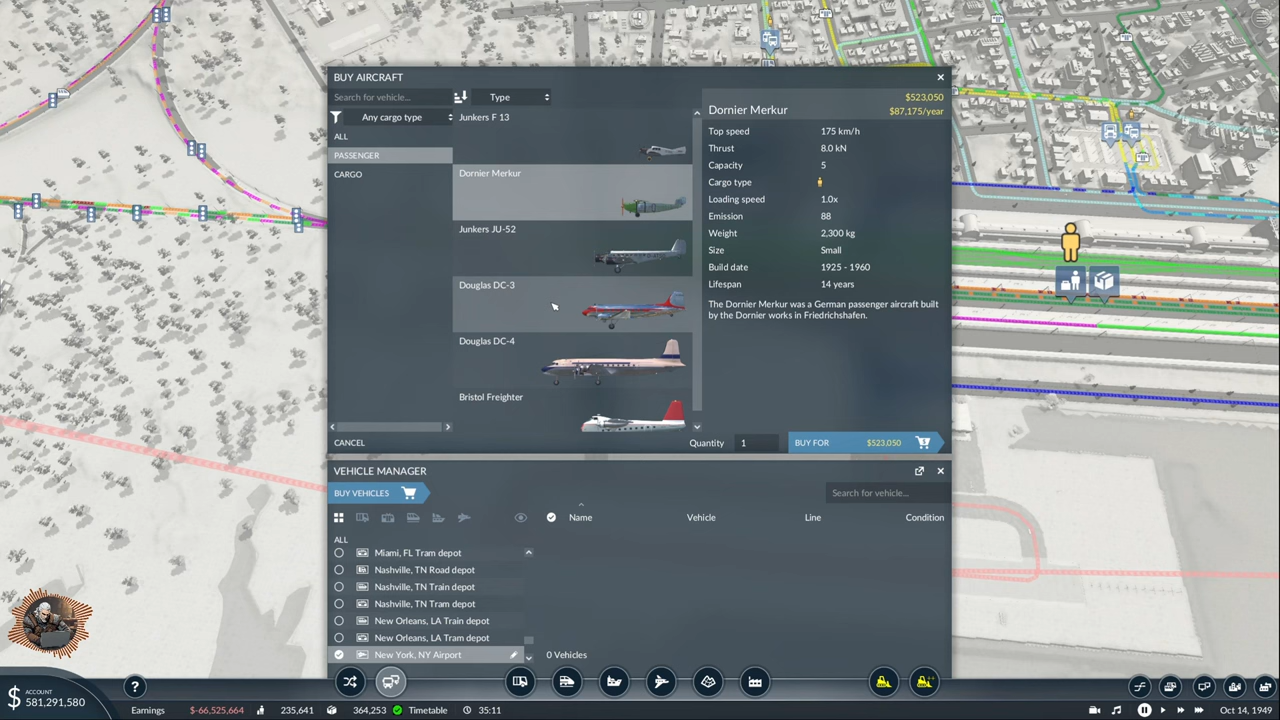 BUY AIRCRAFT
Search for vehicle...
Type
Any cargo type
ALL
PASSENGER
CARGO
Junkers F 13
Dornier Merkur
Junkers JU-52
Douglas DC-3
Douglas DC-4
Bristol Freighter
Dornier Merkur
$523,050
$87,175/year
Top speed 175 km/h
Thrust 8.0 kN
Capacity 5
Cargo type
Loading speed 1.0x
Emission 88
Weight 2,300 kg
Size Small
Build date 1925 - 1960
Lifespan 14 years
The Dornier Merkur was a German passenger aircraft built
by the Dornier works in Friedrichshafen.
CANCEL
Quantity 1
BUY FOR $523,050
VEHICLE MANAGER
BUY VEHICLES
Search for vehicle...
Name Vehicle Line Condition
ALL
Miami, FL Tram depot
Nashville, TN Road depot
Nashville, TN Train depot
Nashville, TN Tram depot
New Orleans, LA Train depot
New Orleans, LA Tram depot
New York, NY Airport
0 Vehicles
$ ACCOUNT
581,291,580
?
Earnings $-66,525,664 235,641 364,253 Timetable 35:11 Oct 14, 1949